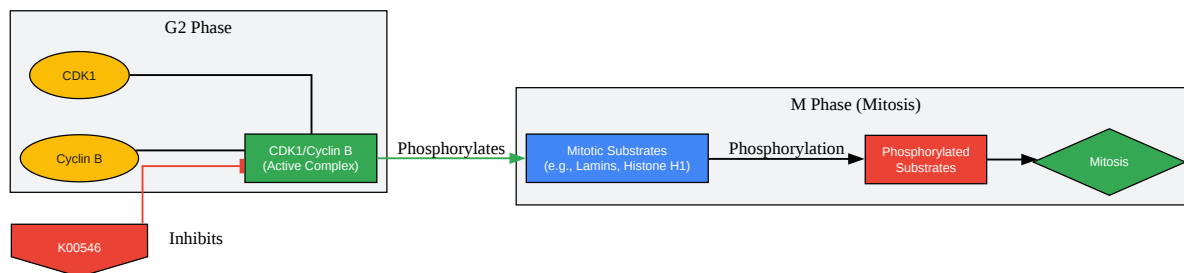 G2 Phase
CDK1
Cyclin B
CDK1/Cyclin B
(Active Complex)
K00546
Inhibits
Phosphorylates
M Phase (Mitosis)
Mitotic Substrates
(e.g., Lamins, Histone H1)
Phosphorylation
Phosphorylated
Substrates
Mitosis